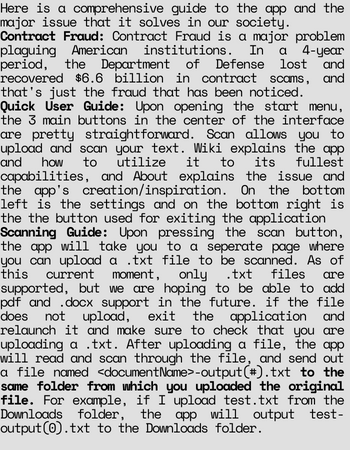 Here is a comprehensive guide to the app and the
major issue that it solves in our society.
Contract Fraud: Contract Fraud is a major problem
plaguing American institutions. In a 4-year
period, the Department of Defense lost and
recovered $6.6 billion in contract scams, and
that's just the fraud that has been noticed.
Quick User Guide: Upon opening the start menu,
the 3 main buttons in the center of the interface
are pretty straightforward. Scan allows you to
upload and scan your text. Wiki explains the app
and how to utilize it to its fullest
capabilities, and About explains the issue and
the app's creation/inspiration. On the bottom
left is the settings and on the bottom right is
the the button used for exiting the application
Scanning Guide: Upon pressing the scan button,
the app will take you to a seperate page where
you can upload a .txt file to be scanned. As of
this current moment, only .txt files are
supported, but we are hoping to be able to add
pdf and .docx support in the future. if the file
does not upload, exit the application and
relaunch it and make sure to check that you are
uploading a .txt. After uploading a file, the app
will read and scan through the file, and send out
a file named <documentName>-output(#).txt to the
same folder from which you uploaded the original
file. For example, if I upload test.txt from the
Downloads folder, the app will output test-
output(0).txt to the Downloads folder.